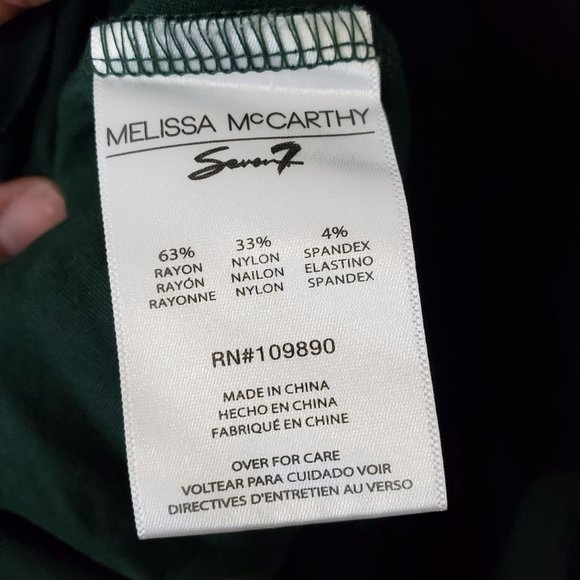 MELISSA McCARTHY
Seven7
63% 33% 4%
RAYON NYLON SPANDEX
RAYÓN NAILON ELASTINO
RAYONNE NYLON SPANDEX
RN#109890
MADE IN CHINA
HECHO EN CHINA
FABRIQUÉ EN CHINE
OVER FOR CARE
VOLTEAR PARA CUIDADO VOIR
DIRECTIVES D'ENTRETIEN AU VERSO